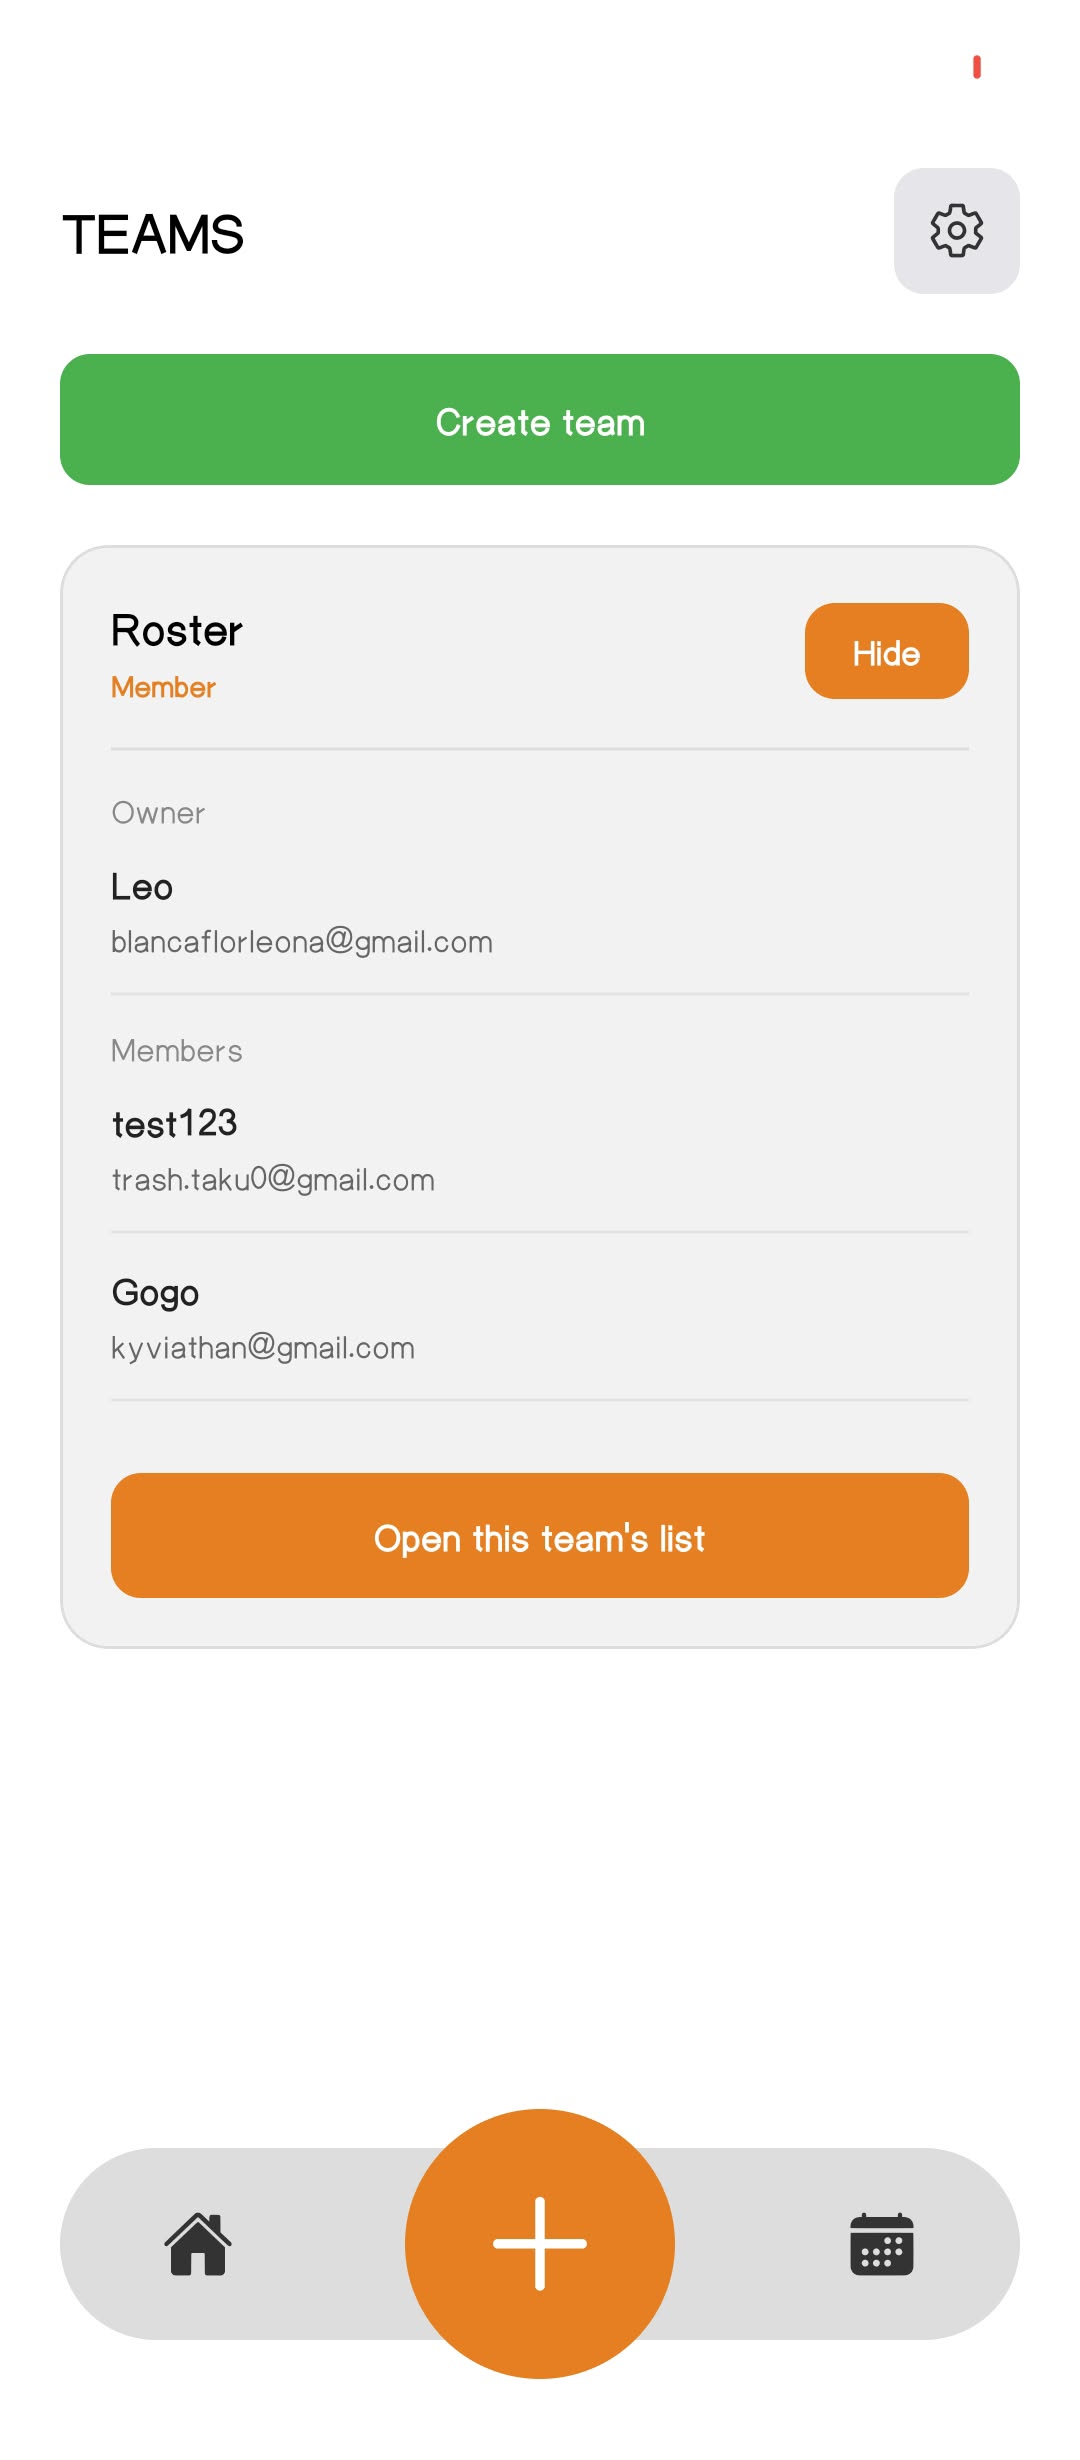 TEAMS
Create team
Roster
Hide
Member
Owner
Leo
blancaflorleona@gmail.com
Members
test123
trash.taku0@gmail.com
Gogo
kyviathan@gmail.com
Open this team's list